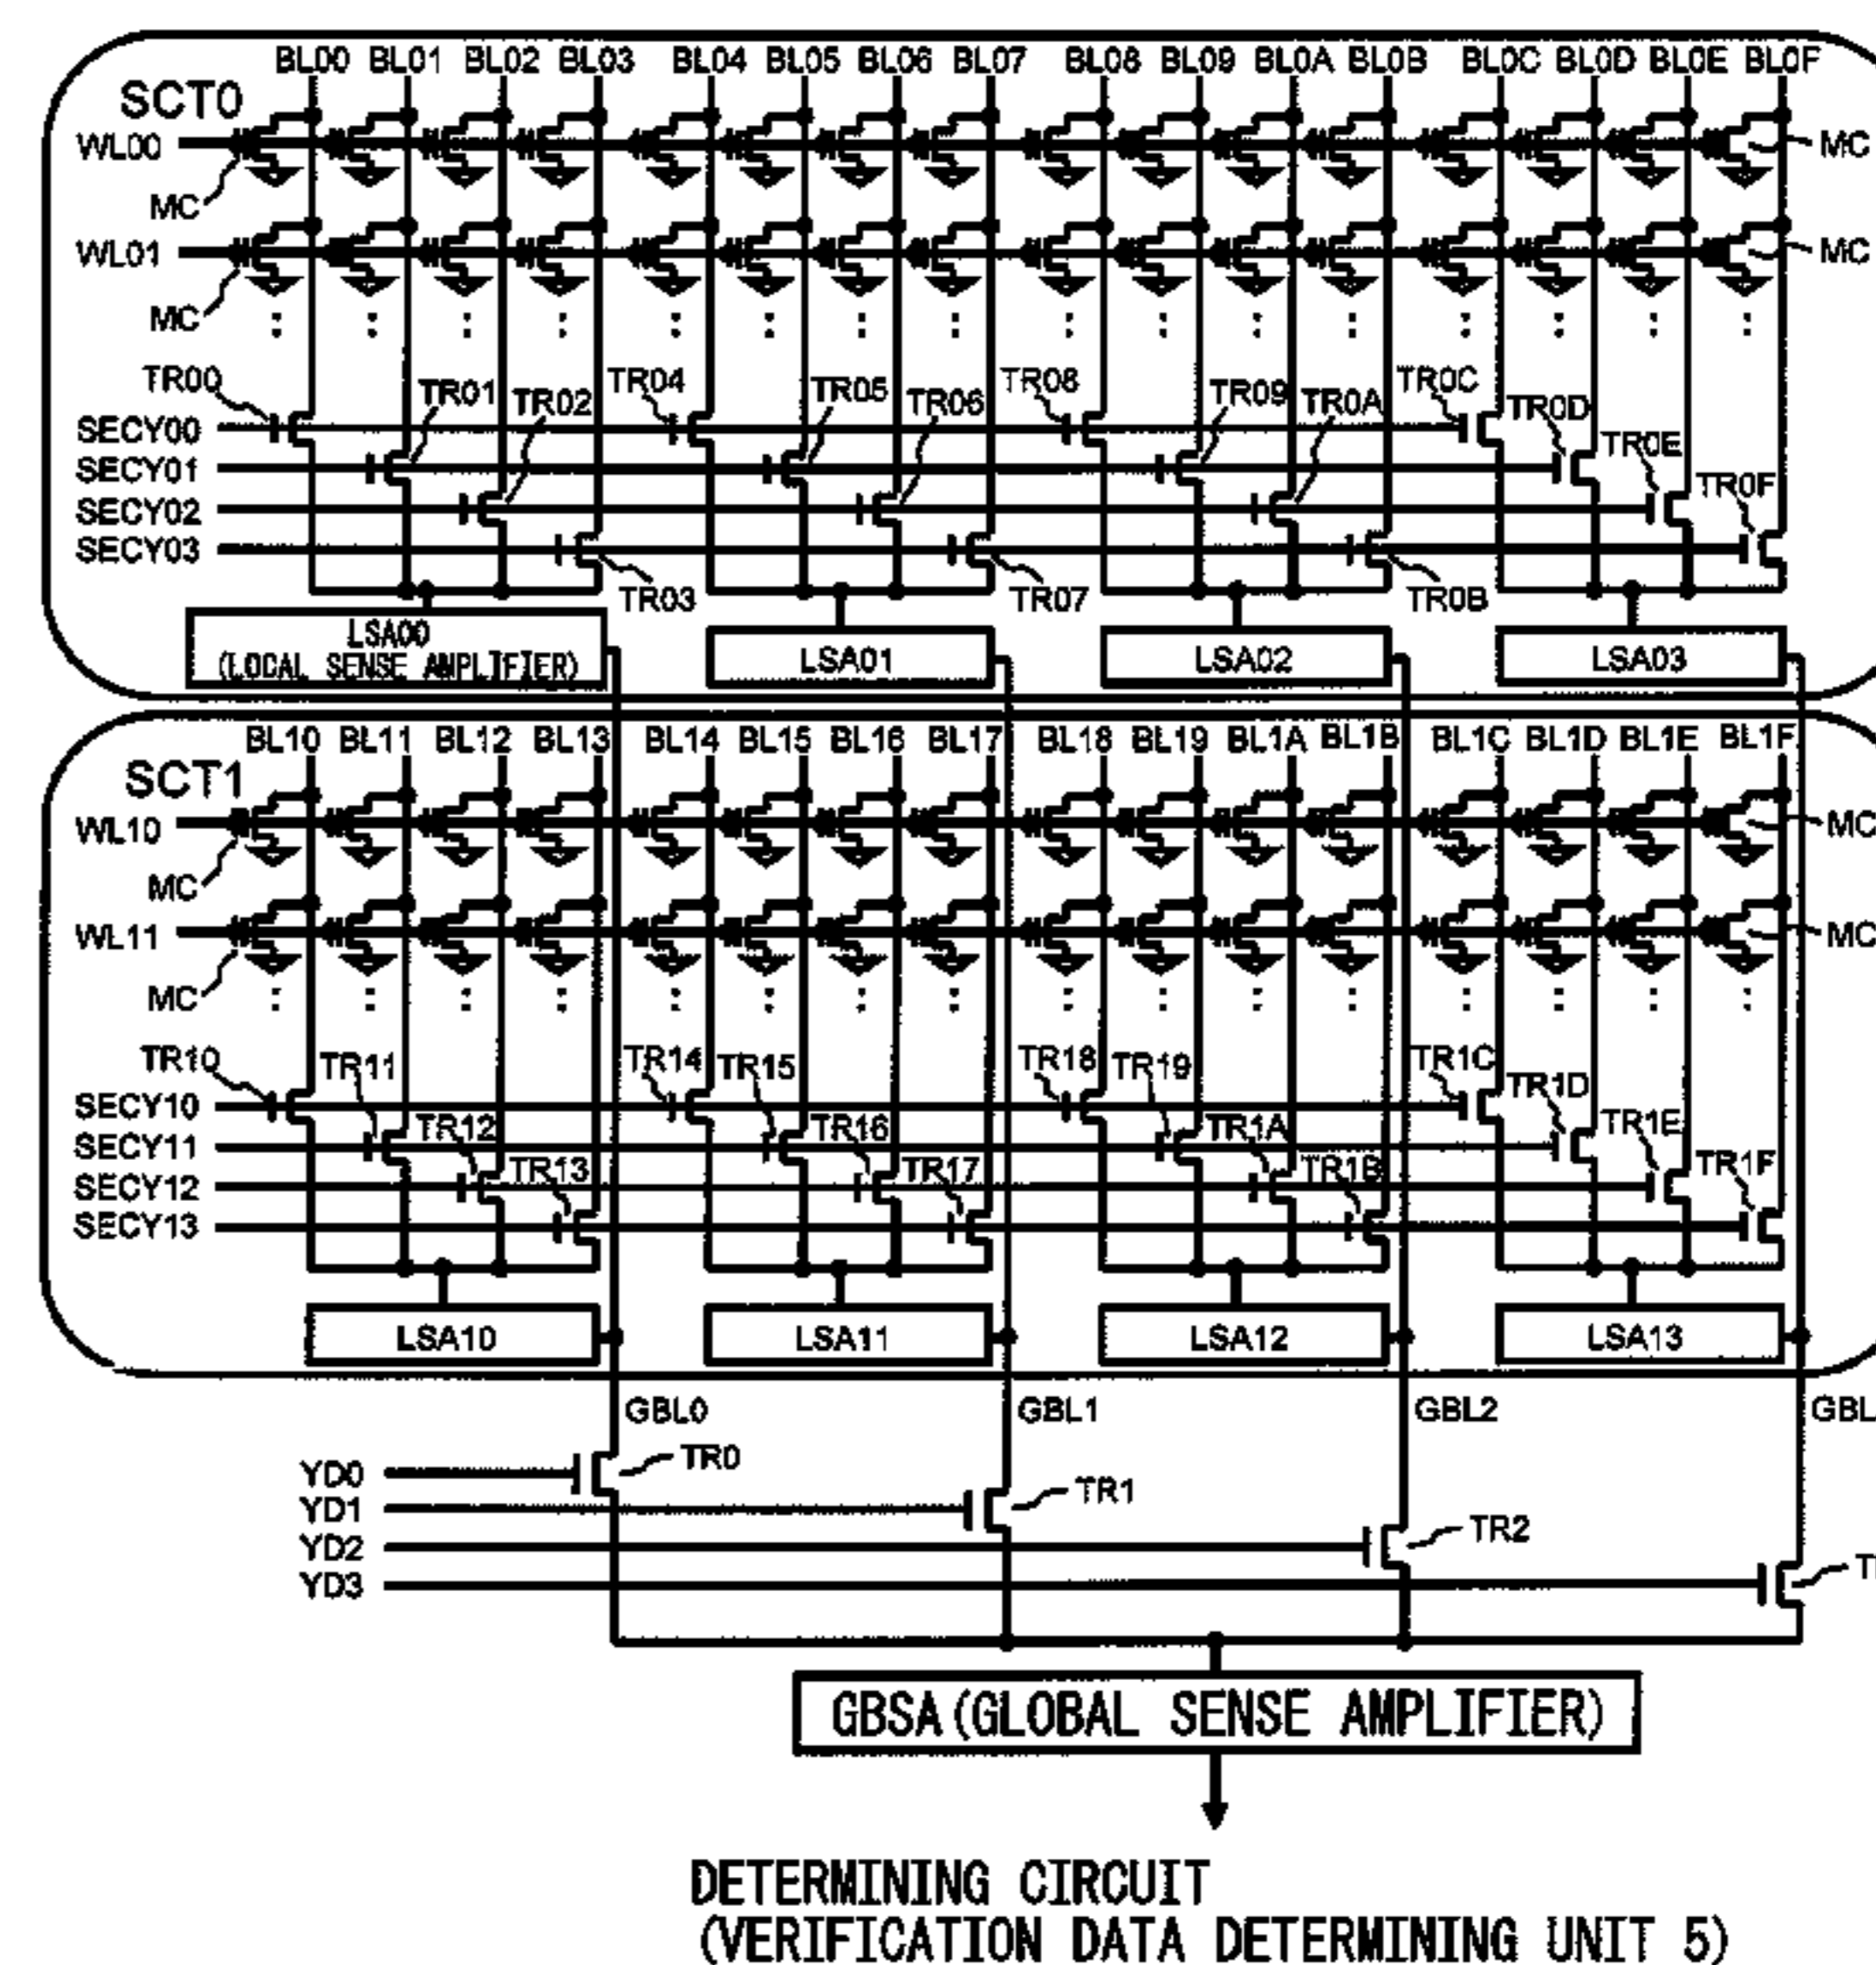 BL00 BL01 BL02 BL03 BL04 BL05 BL06 BL07 BL08 BL09 BL0A BL0B BL0C BL0D BL0E BL0F
SCT0
WL00 MC
MC
WL01 MC
MC
TR00 TR01 TR02 TR04 TR05 TR06 TR08 TR09 TR0A TR0C TR0D TR0E TR0F
SECY00
SECY01
SECY02
SECY03
TR03 TR07 TR0B
LSA00
(LOCAL SENSE AMPLIFIER)
LSA01 LSA02 LSA03
BL10 BL11 BL12 BL13 BL14 BL15 BL16 BL17 BL18 BL19 BL1A BL1B BL1C BL1D BL1E BL1F
SCT1
WL10 MC
MC
WL11 MC
MC
TR10 TR11 TR14 TR15 TR18 TR19 TR1C TR1D
SECY10
TR12 TR16 TR1A TR1E
SECY11
TR13 TR17 TR1B TR1F
SECY12
SECY13
LSA10 LSA11 LSA12 LSA13
GBL0 GBL1 GBL2 GBL
YD0 TR0
YD1 TR1
YD2 TR2
YD3
GBSA(GLOBAL SENSE AMPLIFIER)
DETERMINING CIRCUIT
(VERIFICATION DATA DETERMINING UNIT 5)